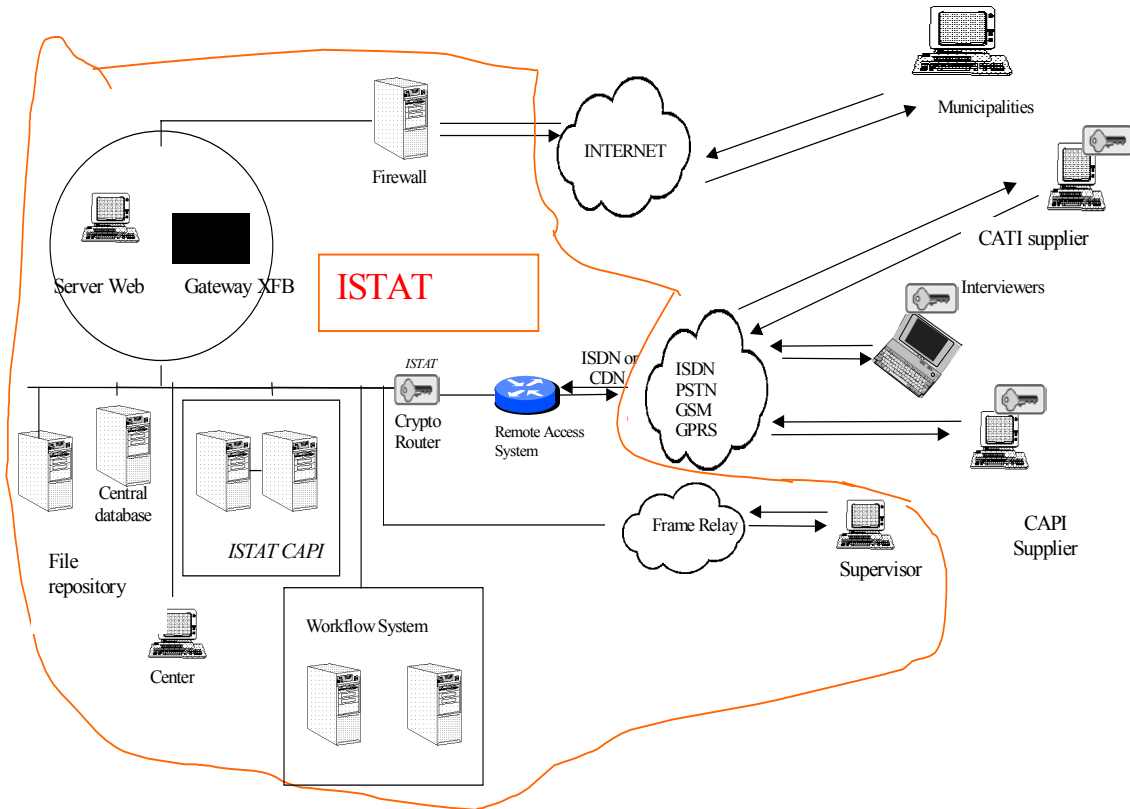 Municipalities
INTERNET
Firewall
CATI supplier
Server Web
Gateway XFB
ISTAT
Interviewers
ISTAT
ISDN or
CDN
ISDN
PSTN
GSM
GPRS
Crypto
Router
Remote Access
System
Central
database
ISTAT CAPI
Frame Relay
CAPI
Supplier
File
repository
Supervisor
Workflow System
Center